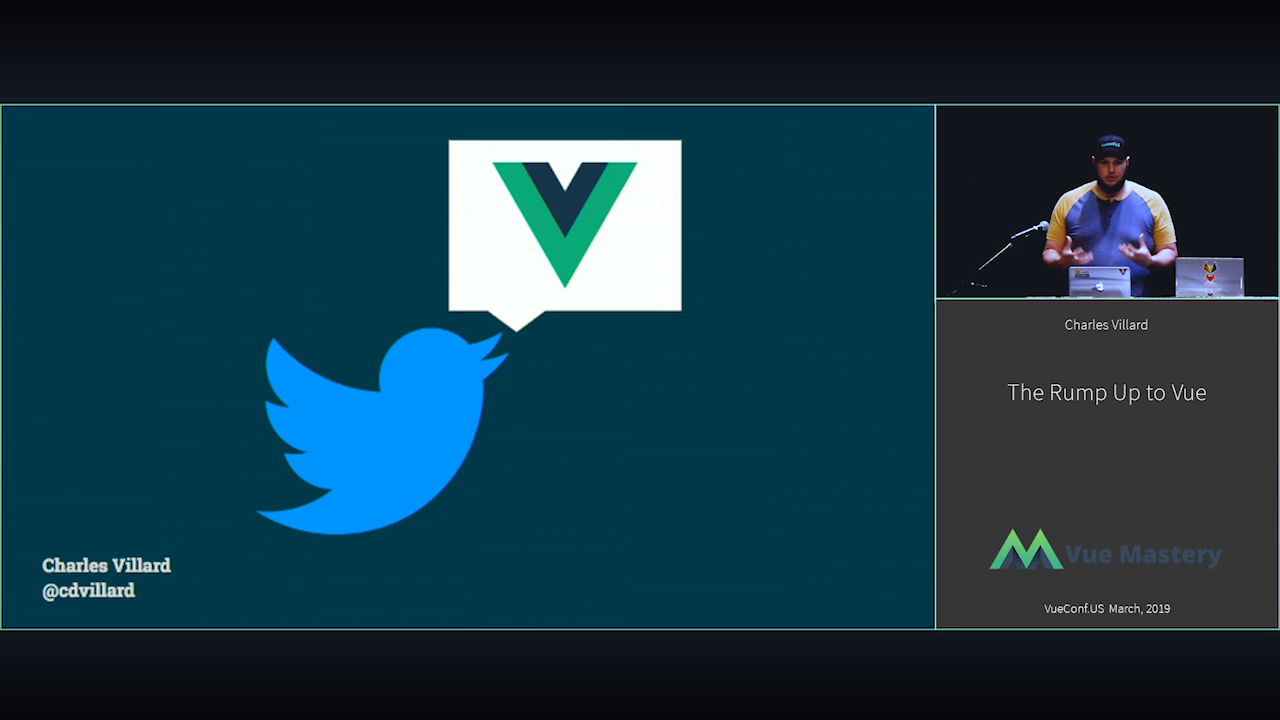 Charles Villard
@cdvillard
Charles Villard
The Rump Up to Vue
Vue Mastery
VueConf.US March, 2019